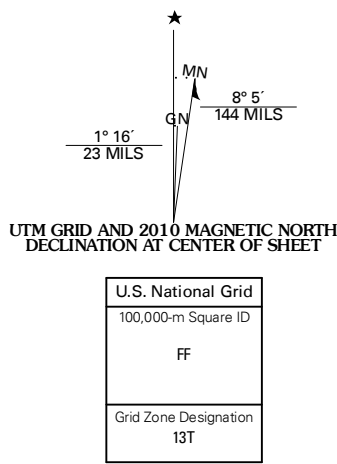 ★
MN
GN
8° 5´
144 MILS
1° 16´
23 MILS
UTM GRID AND 2010 MAGNETIC NORTH
DECLINATION AT CENTER OF SHEET
U.S. National Grid
100,000-m Square ID
FF
Grid Zone Designation
13T